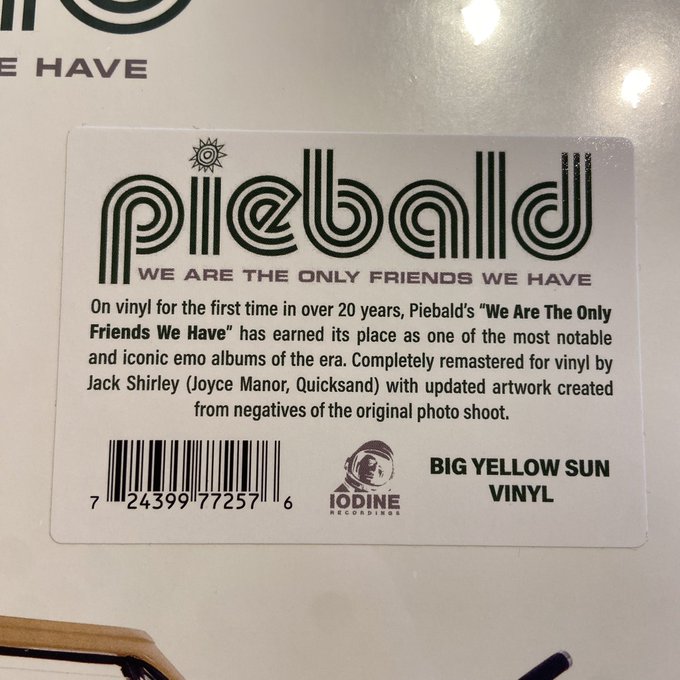 E HAVE
piebald
WE ARE THE ONLY FRIENDS WE HAVE
On vinyl for the first time in over 20 years, Piebald's "We Are The Only
Friends We Have" has earned its place as one of the most notable
and iconic emo albums of the era. Completely remastered for vinyl by
Jack Shirley (Joyce Manor, Quicksand) with updated artwork created
from negatives of the original photo shoot.
7 24399 77257 6
IODINE
RECORDINGS
BIG YELLOW SUN
VINYL